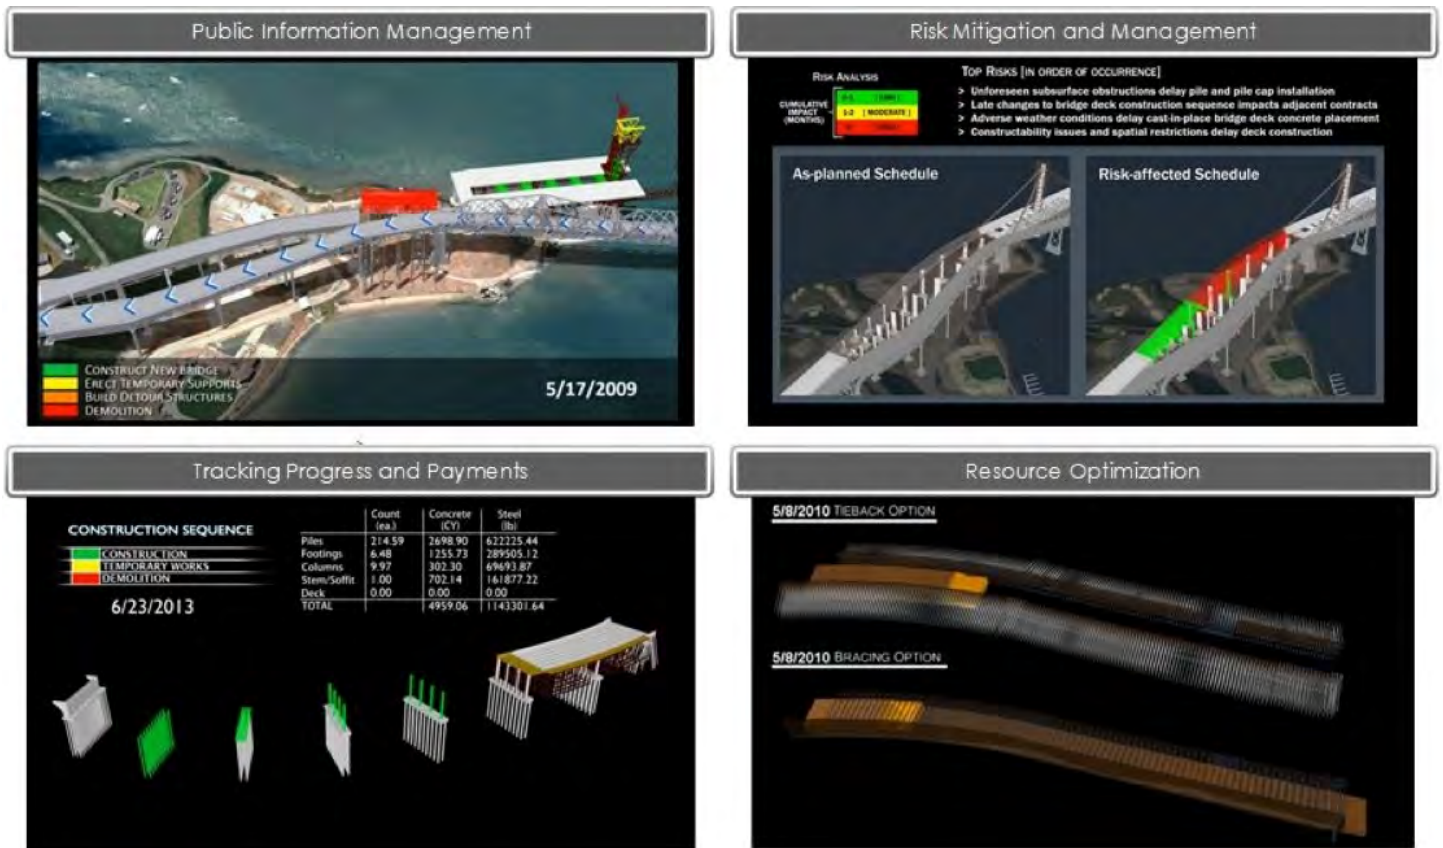 Public Information Management
CONSTRUCT NEW BRIDGE
ERECT TEMPORARY SUPPORTS
BUILD DETOUR STRUCTURES
DEMOLITION
5/17/2009
Risk Mitigation and Management
RISK ANALYSIS
CUMULATIVE
IMPACT
(MONTHS)
1-2 [ MODERATE ]
TOP RISKS [IN ORDER OF OCCURRENCE]
> Unforeseen subsurface obstructions delay pile and pile cap installation
> Late changes to bridge deck construction sequence impacts adjacent contracts
> Adverse weather conditions delay cast-in-place bridge deck concrete placement
> Constructability issues and spatial restrictions delay deck construction
As-planned Schedule
Risk-affected Schedule
Tracking Progress and Payments
CONSTRUCTION SEQUENCE
CONSTRUCTION
TEMPORARY WORKS
DEMOLITION
6/23/2013
Count (ea.) Concrete (CY) Steel (lb)
Piles 214.59 2698.90 622225.44
Footings 6.48 1255.73 289505.12
Columns 9.97 302.30 69693.87
Stem/Soffit 1.00 702.14 161877.22
Deck 0.00 0.00 0.00
TOTAL 4959.06 1143301.64
Resource Optimization
5/8/2010 TIEBACK OPTION
5/8/2010 BRACING OPTION